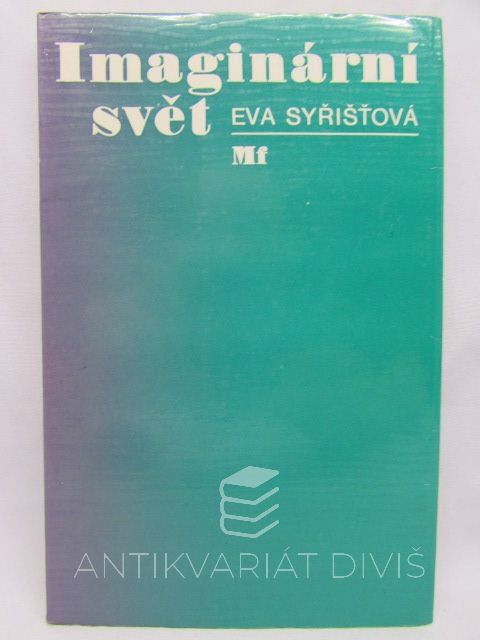 Imaginární
svět EVA SYŘIŠŤOVÁ
Mf
ANTIKVARIÁT DIVIŠ